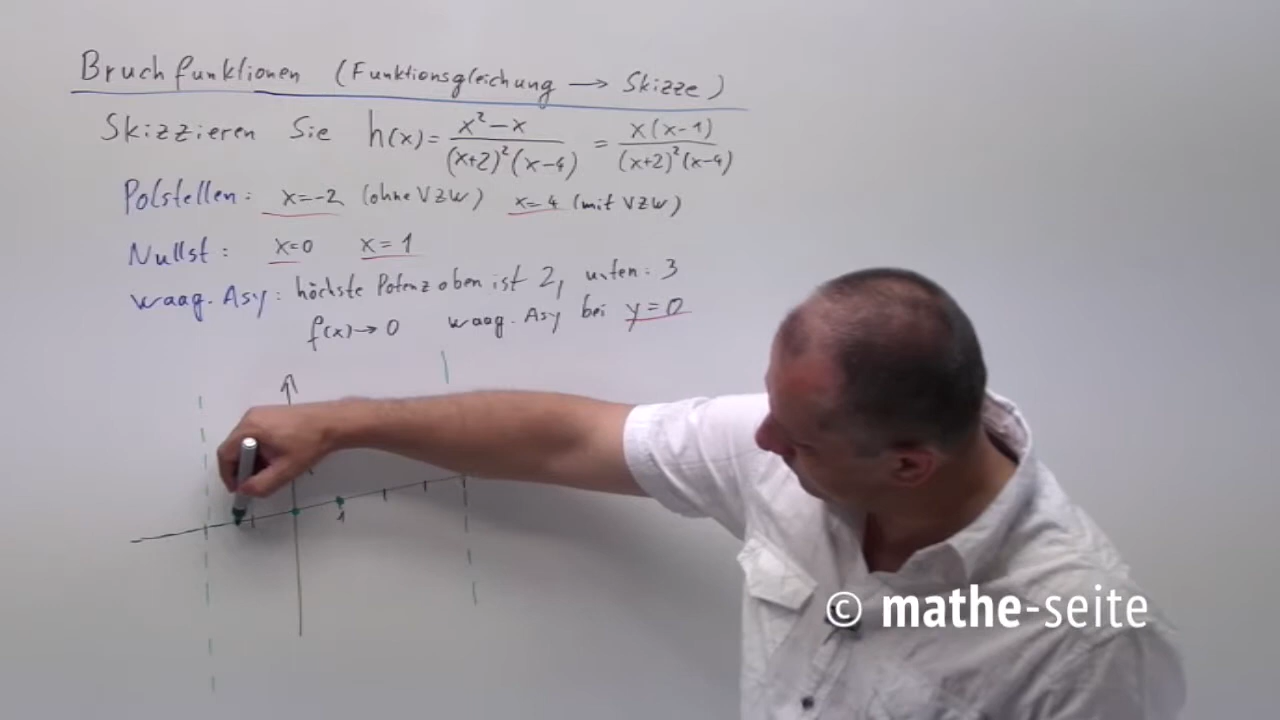 Bruchfunktionen (Funktionsgleichung → Skizze)
Skizzieren Sie h(x) = x²-x / (x+2)²(x-4) = x(x-1) / (x+2)²(x-4)
Polstellen: x=-2 (ohne VZW) x=4 (mit VZW)
Nullst: x=0 x=1
waag. Asy: höchste Potenz oben ist 2, unten: 3
f(x)→0 waag. Asy bei y=0
1
© mathe-seite